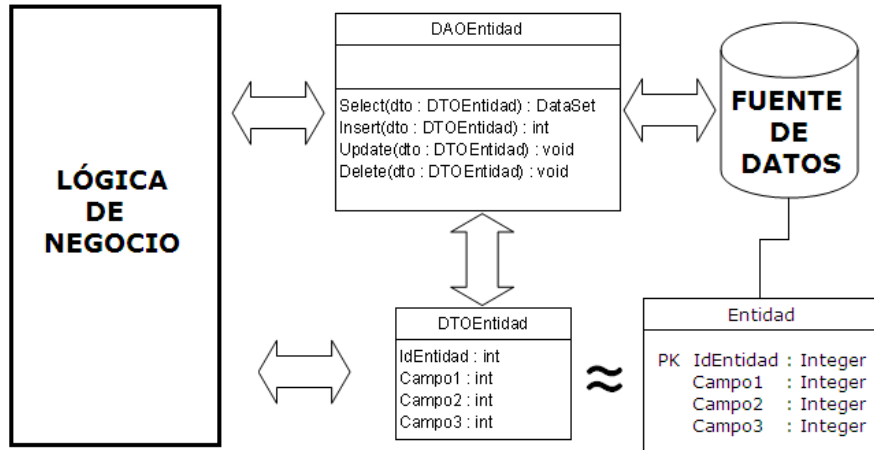 LÓGICA
DE
NEGOCIO
DAOEntidad
Select(dto : DTOEntidad) : DataSet
Insert(dto : DTOEntidad) : int
Update(dto : DTOEntidad) : void
Delete(dto : DTOEntidad) : void
FUENTE
DE
DATOS
DTOEntidad
IdEntidad : int
Campo1 : int
Campo2 : int
Campo3 : int
≈
Entidad
PK IdEntidad : Integer
Campo1 : Integer
Campo2 : Integer
Campo3 : Integer